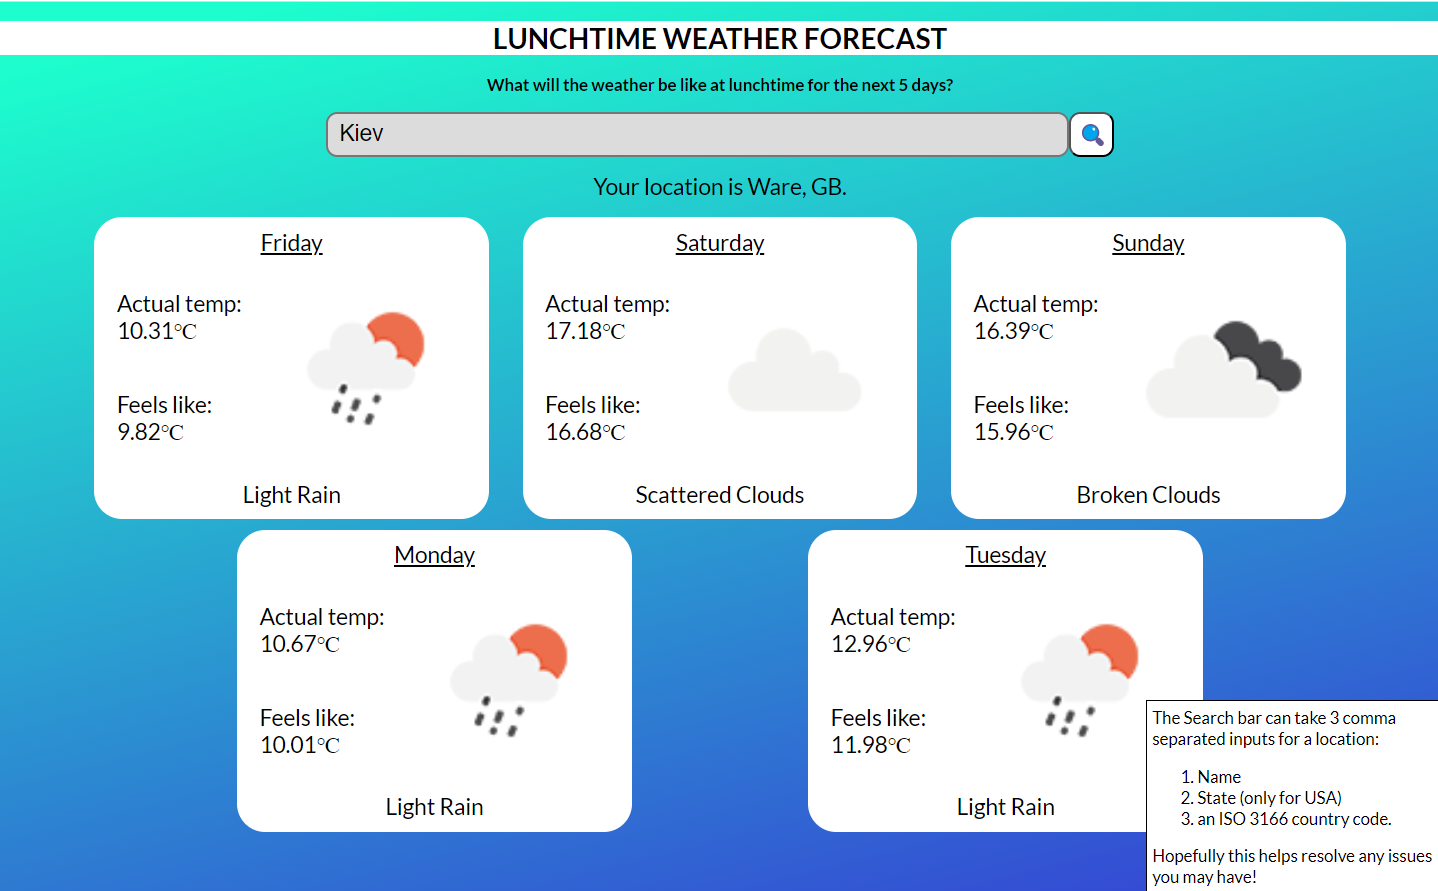 LUNCHTIME WEATHER FORECAST
What will the weather be like at lunchtime for the next 5 days?
Kiev
Your location is Ware, GB.
Friday
Actual temp:
10.31°C
Feels like:
9.82°C
Light Rain
Saturday
Actual temp:
17.18°C
Feels like:
16.68°C
Scattered Clouds
Sunday
Actual temp:
16.39°C
Feels like:
15.96°C
Broken Clouds
Monday
Actual temp:
10.67°C
Feels like:
10.01°C
Light Rain
Tuesday
Actual temp:
12.96°C
Feels like:
11.98°C
Light Rain
The Search bar can take 3 comma
separated inputs for a location:
1. Name
2. State (only for USA)
3. an ISO 3166 country code.
Hopefully this helps resolve any issues
you may have!